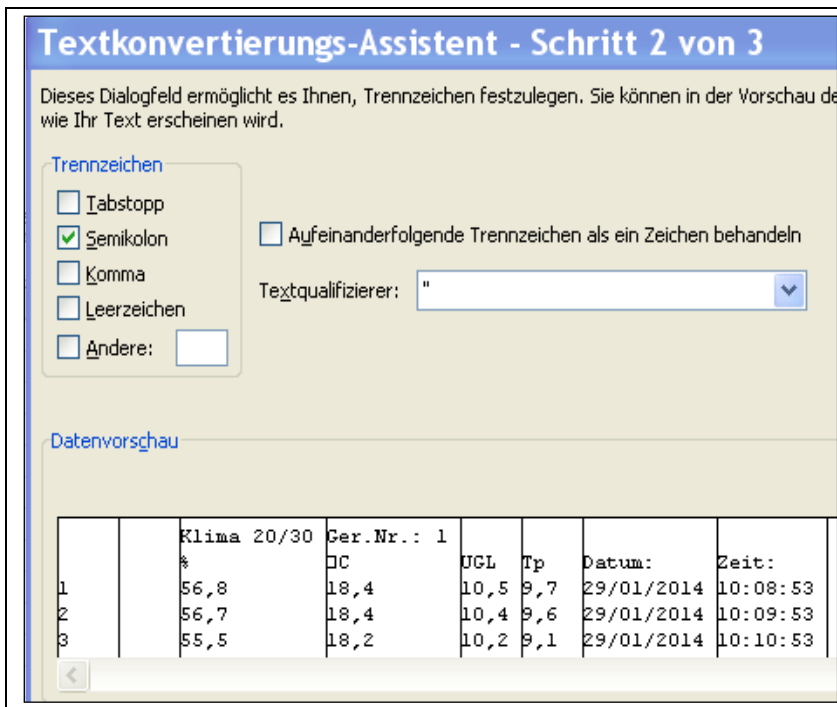 Textkonvertierungs-Assistent - Schritt 2 von 3
Dieses Dialogfeld ermöglicht es Ihnen, Trennzeichen festzulegen. Sie können in der Vorschau de
wie Ihr Text erscheinen wird.
Trennzeichen
Tabstopp
Semikolon
Komma
Leerzeichen
Andere:
Aufeinanderfolgende Trennzeichen als ein Zeichen behandeln
Textqualifizierer: "
Datenvorschau
Klima 20/30 Ger.Nr.: 1
% □C UGL Tp Datum: Zeit:
1 56,8 18,4 10,5 9,7 29/01/2014 10:08:53
2 56,7 18,4 10,4 9,6 29/01/2014 10:09:53
3 55,5 18,2 10,2 9,1 29/01/2014 10:10:53